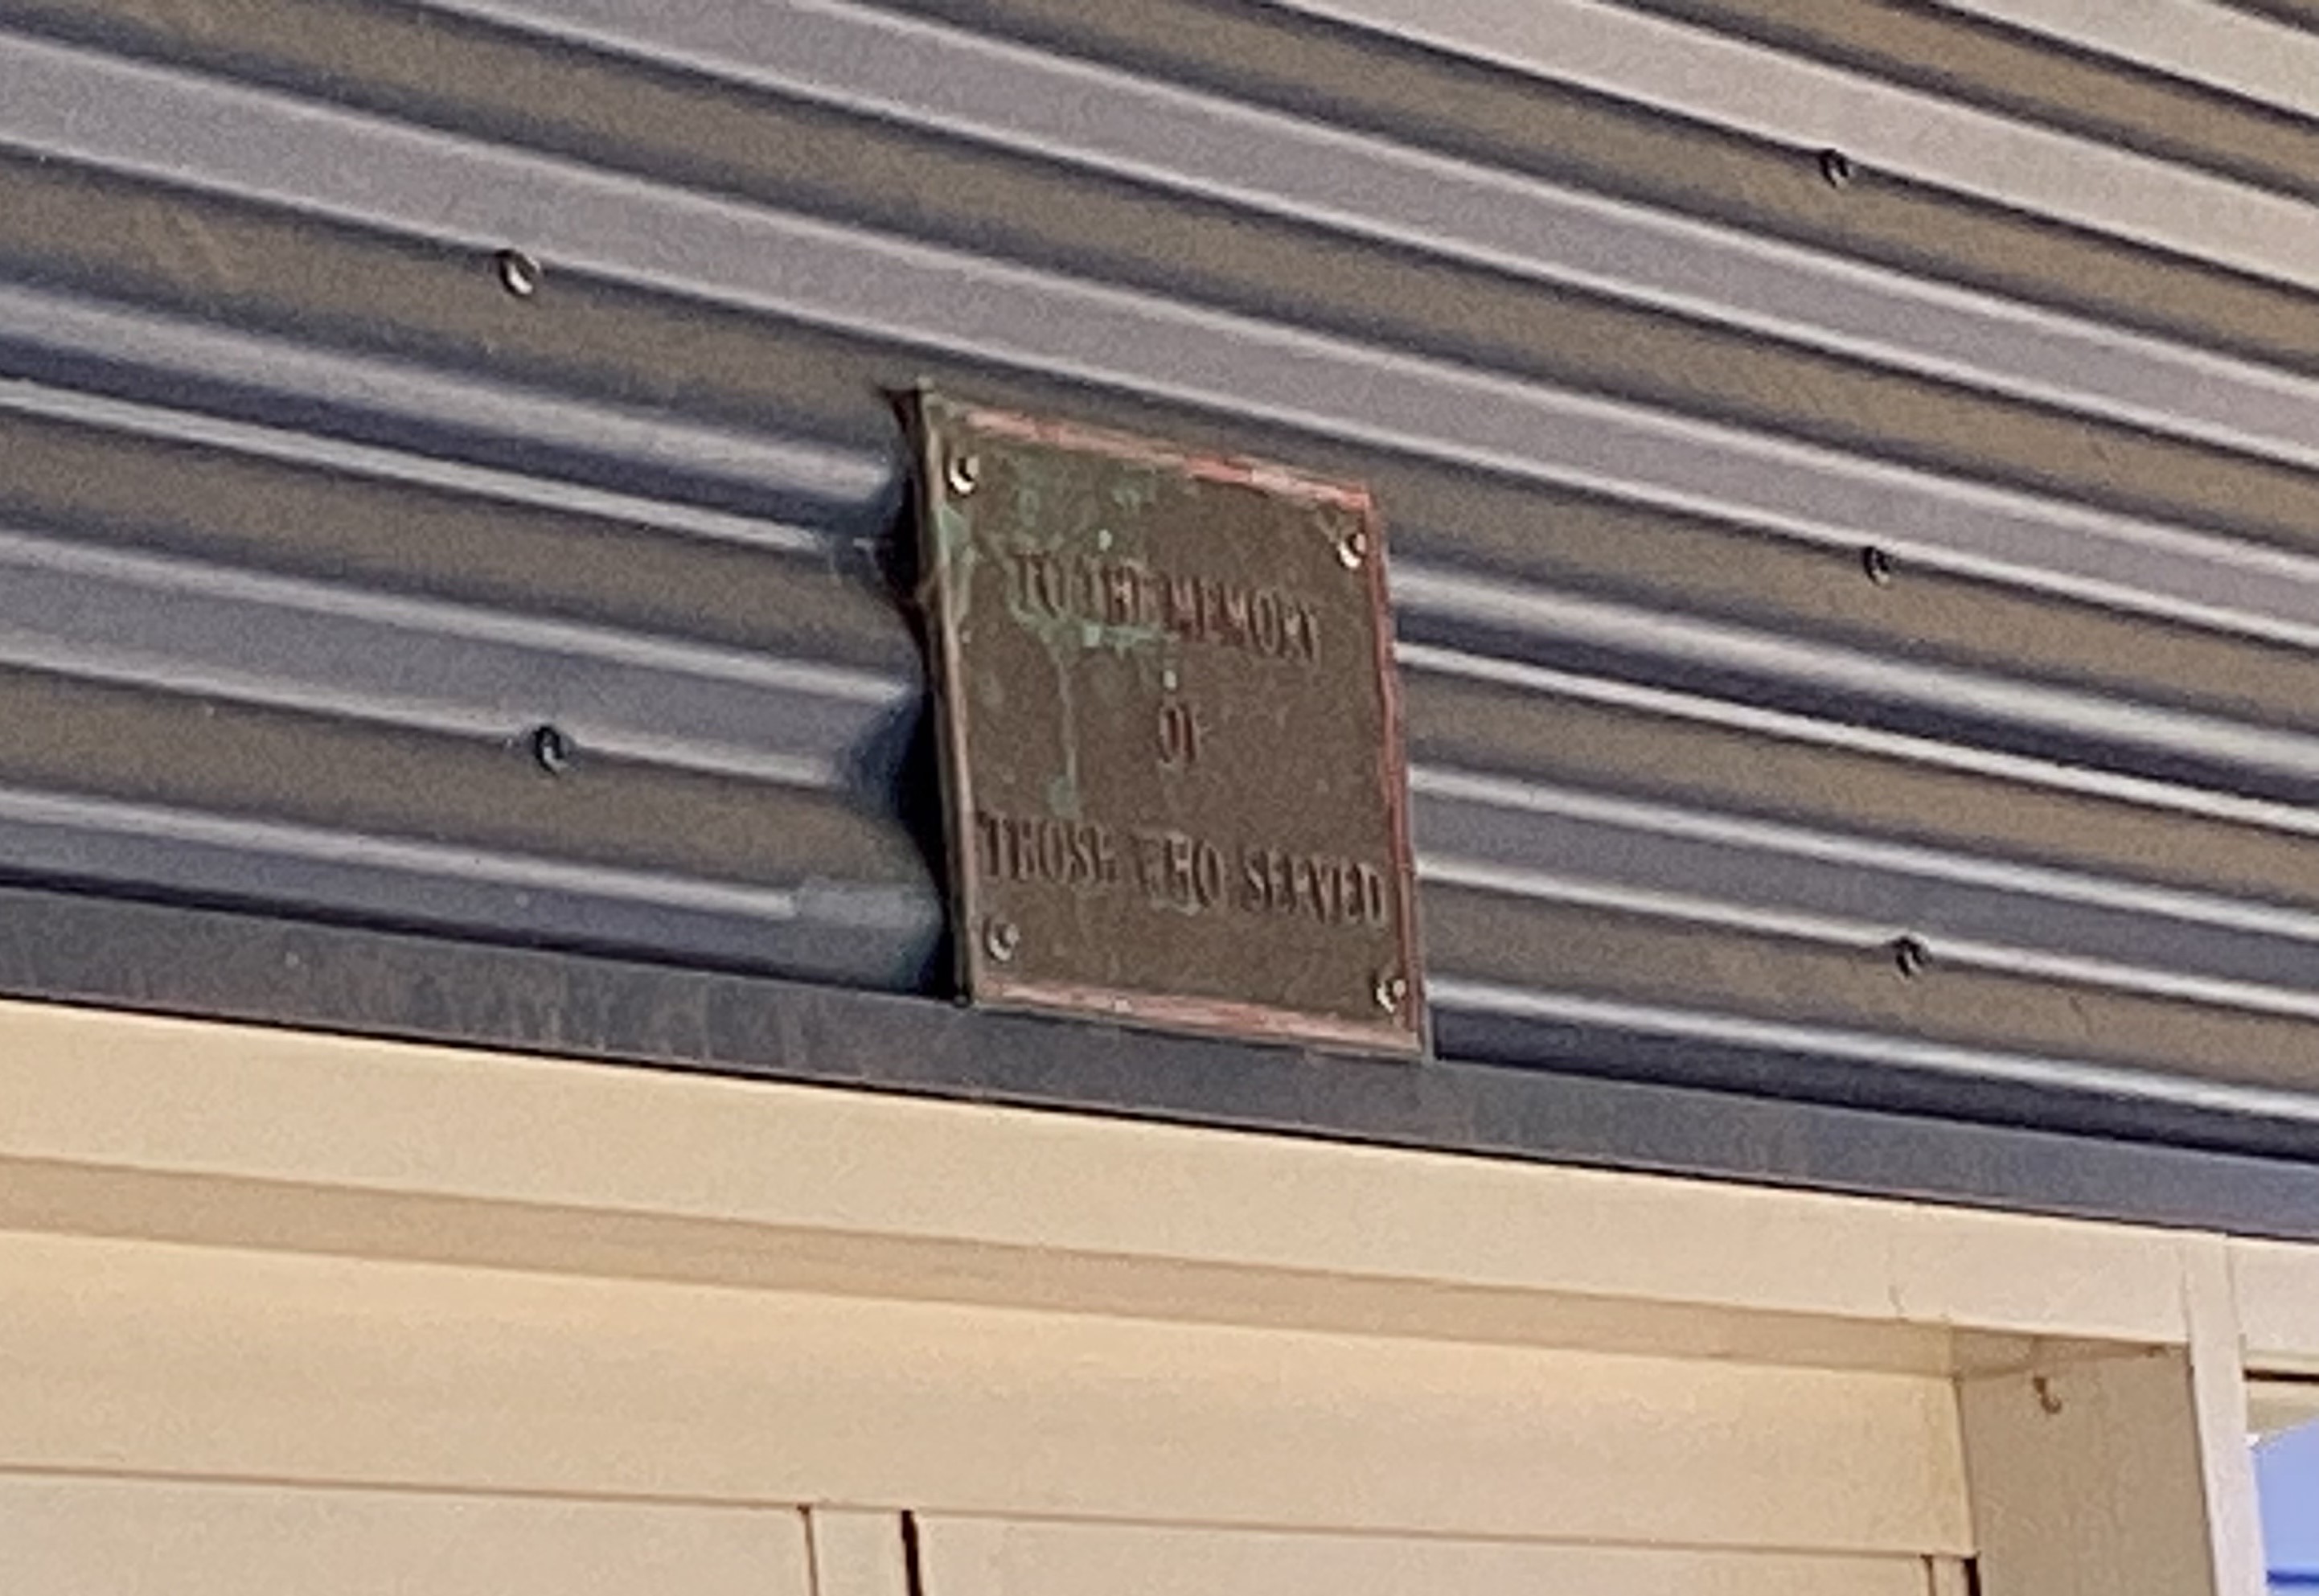 TO THE MEMORY
OF
THOSE WHO SERVED